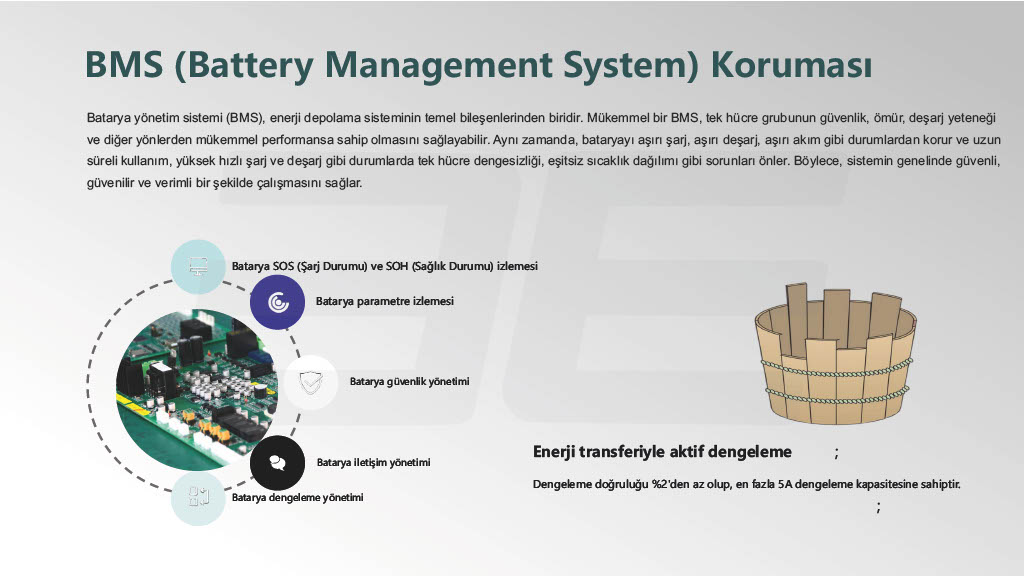 BMS (Battery Management System) Koruması
Batarya yönetim sistemi (BMS), enerji depolama sisteminin temel bileşenlerinden biridir. Mükemmel bir BMS, tek hücre grubunun güvenlik, ömür, deşarj yeteneği
ve diğer yönlerden mükemmel performansa sahip olmasını sağlayabilir. Aynı zamanda, bataryayı aşırı şarj, aşırı deşarj, aşırı akım gibi durumlardan korur ve uzun
süreli kullanım, yüksek hızlı şarj ve deşarj gibi durumlarda tek hücre dengesizliği, eşitsiz sıcaklık dağılımı gibi sorunları önler. Böylece, sistemin genelinde güvenli,
güvenilir ve verimli bir şekilde çalışmasını sağlar.
Batarya SOS (Şarj Durumu) ve SOH (Sağlık Durumu) izlemesi
Batarya parametre izlemesi
Batarya güvenlik yönetimi
Batarya iletişim yönetimi
Batarya dengeleme yönetimi
Enerji transferiyle aktif dengeleme ;
Dengeleme doğruluğu %2'den az olup, en fazla 5A dengeleme kapasitesine sahiptir.
;